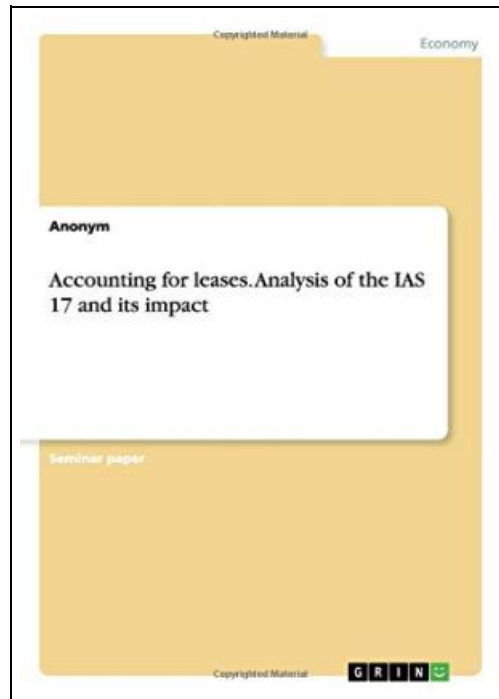 Copyrighted Material
Economy
Anonym
Accounting for leases. Analysis of the IAS
17 and its impact
Seminar paper
Copyrighted Material
GRIN